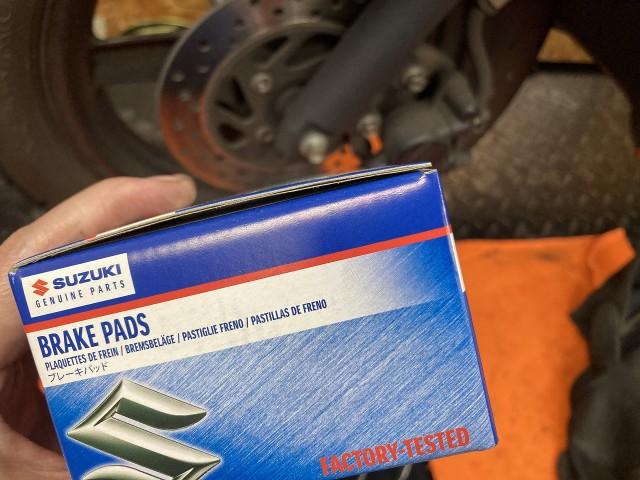 SUZUKI
GENUINE PARTS
BRAKE PADS
PLAQUETTES DE FREIN / BREMSBELÄGE / PASTIGLIE FRENO / PASTILLAS DE FRENO
ブレーキパッド
FACTORY-TESTED